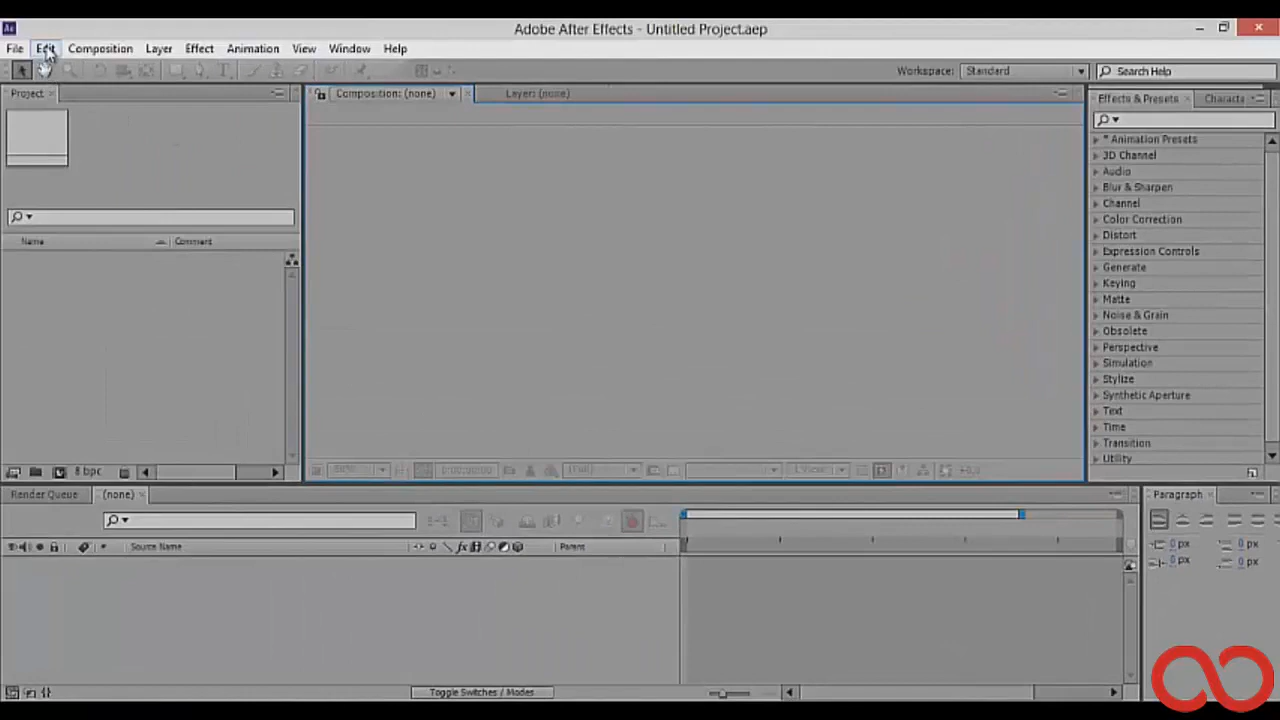 Adobe After Effects - Untitled Project.aep
File Edit Composition Layer Effect Animation View Window Help
Workspace: Standard Search Help
Project Composition: (none) Layer: (none) Effects & Presets Characte
* Animation Presets
3D Channel
Audio
Blur & Sharpen
Channel
Color Correction
Name Comment
Distort
Expression Controls
Generate
Keying
Matte
Noise & Grain
Obsolete
Perspective
Simulation
Stylize
Synthetic Aperture
Text
Time
Transition
Utility
8 bpc (Full)
Render Queue (none) Paragraph
Source Name Parent
0 px 0 px
0 px 0 px
Toggle Switches / Modes